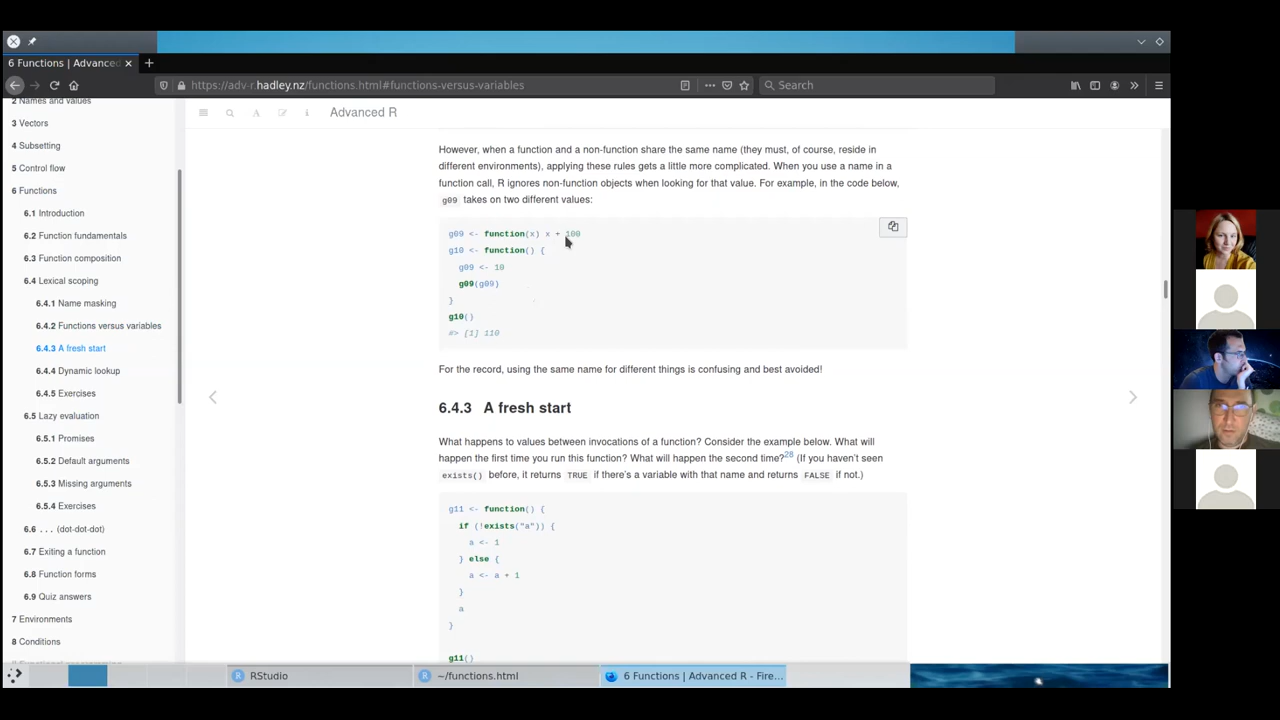 6 Functions | Advanced
https://adv-r.hadley.nz/functions.html#functions-versus-variables
Search
2 Names and values
3 Vectors
4 Subsetting
5 Control flow
6 Functions
6.1 Introduction
6.2 Function fundamentals
6.3 Function composition
6.4 Lexical scoping
6.4.1 Name masking
6.4.2 Functions versus variables
6.4.3 A fresh start
6.4.4 Dynamic lookup
6.4.5 Exercises
6.5 Lazy evaluation
6.5.1 Promises
6.5.2 Default arguments
6.5.3 Missing arguments
6.5.4 Exercises
6.6 ... (dot-dot-dot)
6.7 Exiting a function
6.8 Function forms
6.9 Quiz answers
7 Environments
8 Conditions
A
i
Advanced R
However, when a function and a non-function share the same name (they must, of course, reside in
different environments), applying these rules gets a little more complicated. When you use a name in a
function call, R ignores non-function objects when looking for that value. For example, in the code below,
g09 takes on two different values:
g09 <- function(x) x + 100
g10 <- function() {
g09 <- 10
g09(g09)
}
g10()
#> [1] 110
For the record, using the same name for different things is confusing and best avoided!
6.4.3 A fresh start
What happens to values between invocations of a function? Consider the example below. What will
happen the first time you run this function? What will happen the second time?28 (If you haven't seen
exists() before, it returns TRUE if there's a variable with that name and returns FALSE if not.)
g11 <- function() {
if (!exists("a")) {
a <- 1
} else {
a <- a + 1
}
a
}
g11()
RStudio
~/functions.html
6 Functions | Advanced R - Fire...